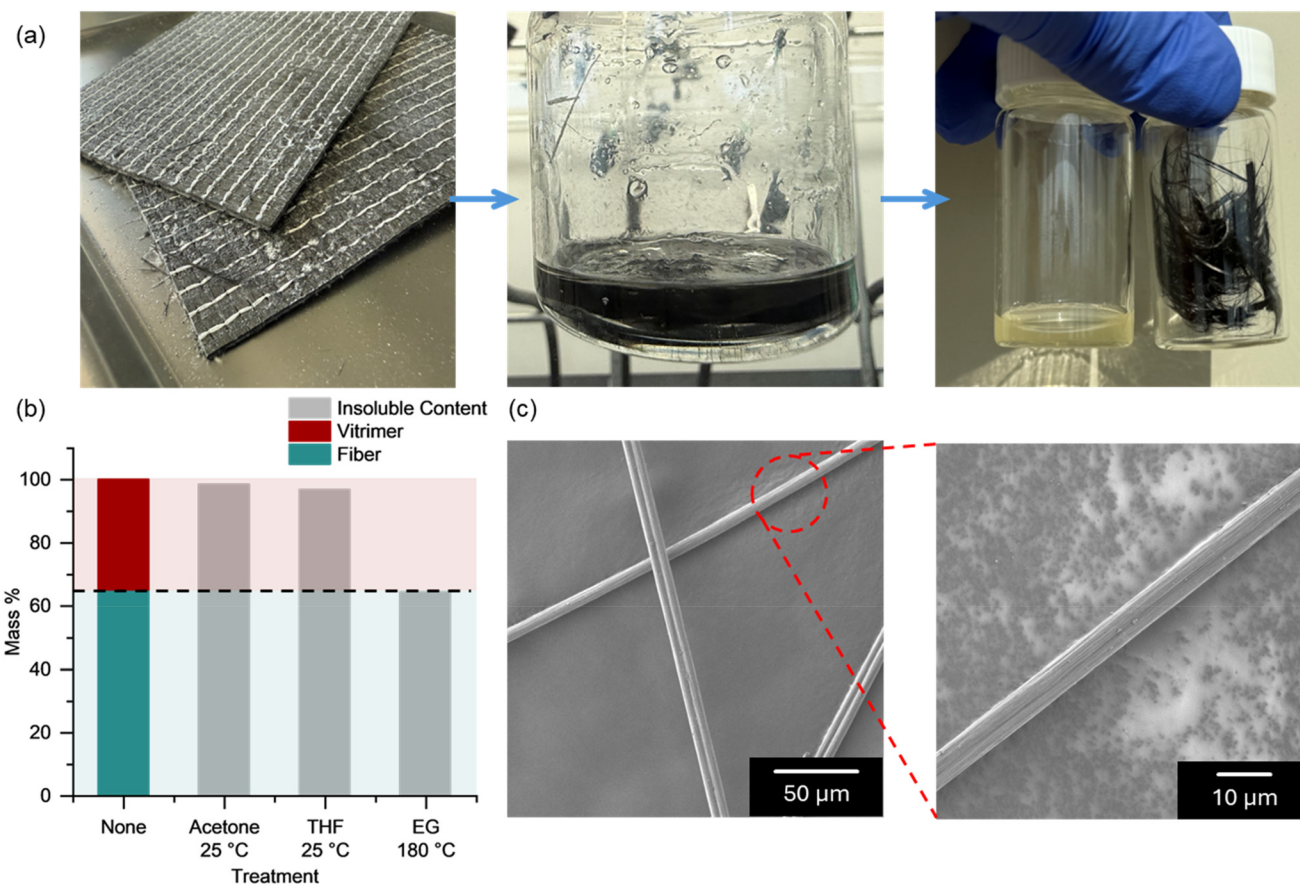 (a)
(b)
Insoluble Content
Vitrimer
Fiber
Mass %
100
80
60
40
20
0
None
Acetone
25 °C
THF
25 °C
EG
180 °C
Treatment
(c)
50 µm
10 µm